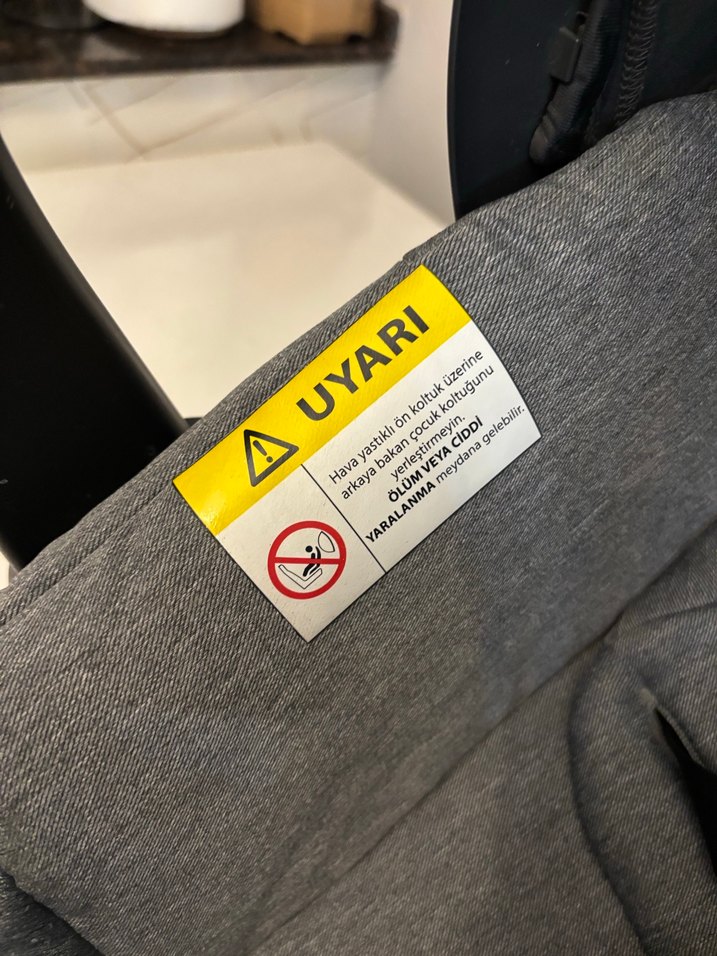 UYARI
Hava yastıklı ön koltuk üzerine
arkaya bakan çocuk koltuğunu
yerleştirmeyin.
ÖLÜM VEYA CİDDİ
YARALANMA meydana gelebilir.